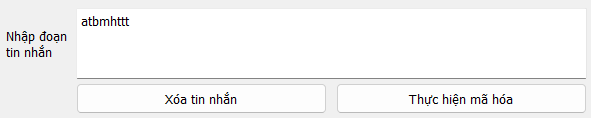 atbmhttt
Nhập đoạn
tin nhắn
Xóa tin nhắn
Thực hiện mã hóa